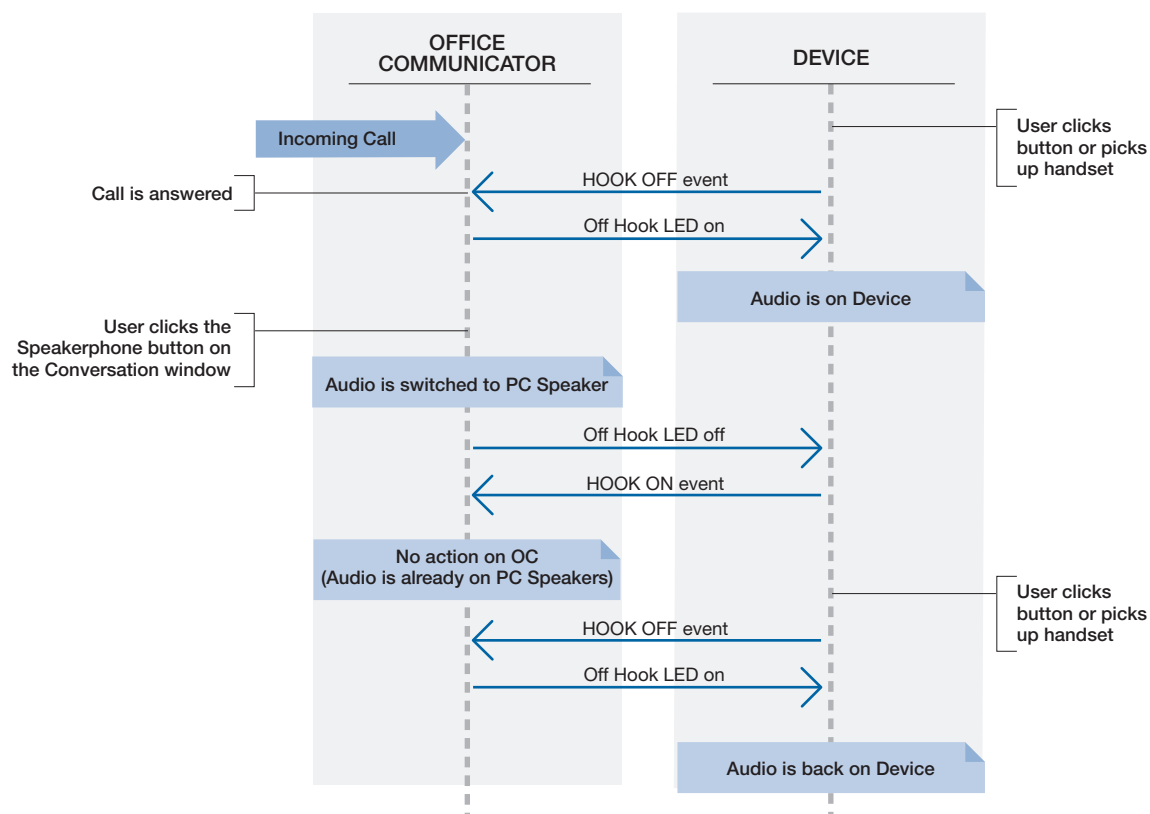 OFFICE
COMMUNICATOR
DEVICE
Incoming Call
User clicks
button or picks
up handset
Call is answered
HOOK OFF event
Off Hook LED on
Audio is on Device
User clicks the
Speakerphone button on
the Conversation window
Audio is switched to PC Speaker
Off Hook LED off
HOOK ON event
No action on OC
(Audio is already on PC Speakers)
User clicks
button or picks
up handset
HOOK OFF event
Off Hook LED on
Audio is back on Device